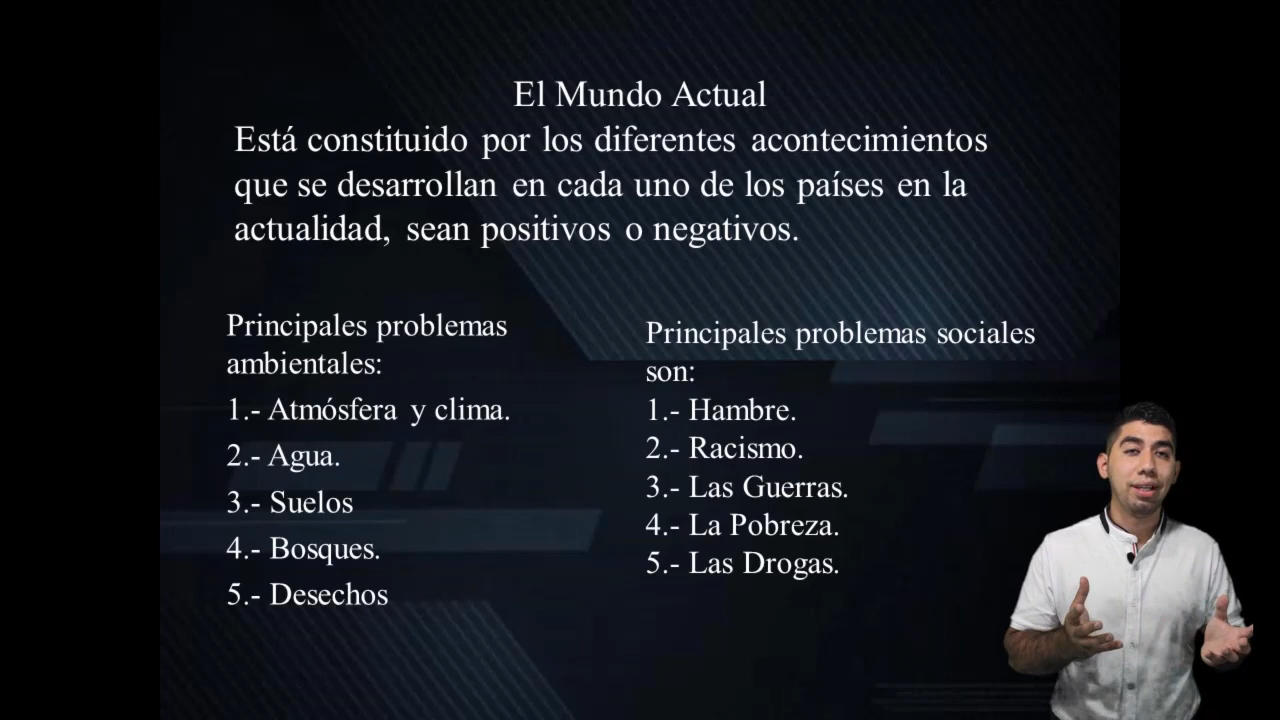 El Mundo Actual
Está constituido por los diferentes acontecimientos
que se desarrollan en cada uno de los países en la
actualidad, sean positivos o negativos.
Principales problemas
ambientales:
1.- Atmósfera y clima.
2.- Agua.
3.- Suelos
4.- Bosques.
5.- Desechos
Principales problemas sociales
son:
1.- Hambre.
2.- Racismo.
3.- Las Guerras.
4.- La Pobreza.
5.- Las Drogas.